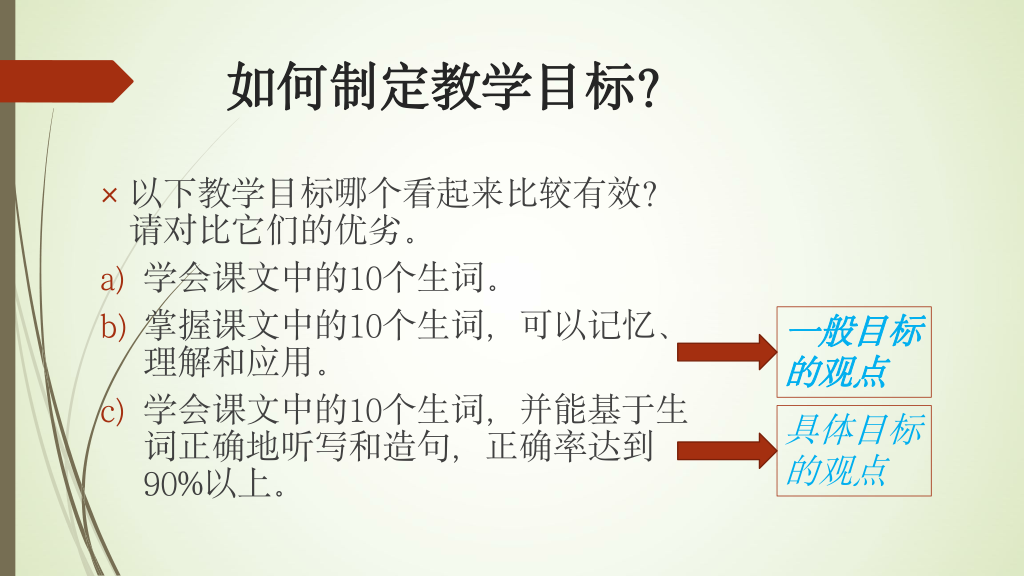 如何制定教学目标?
× 以下教学目标哪个看起来比较有效?
请对比它们的优劣。
a) 学会课文中的10个生词。
b) 掌握课文中的10个生词，可以记忆、
理解和应用。
c) 学会课文中的10个生词，并能基于生
词正确地听写和造句，正确率达到
90%以上。
一般目标
的观点
具体目标
的观点